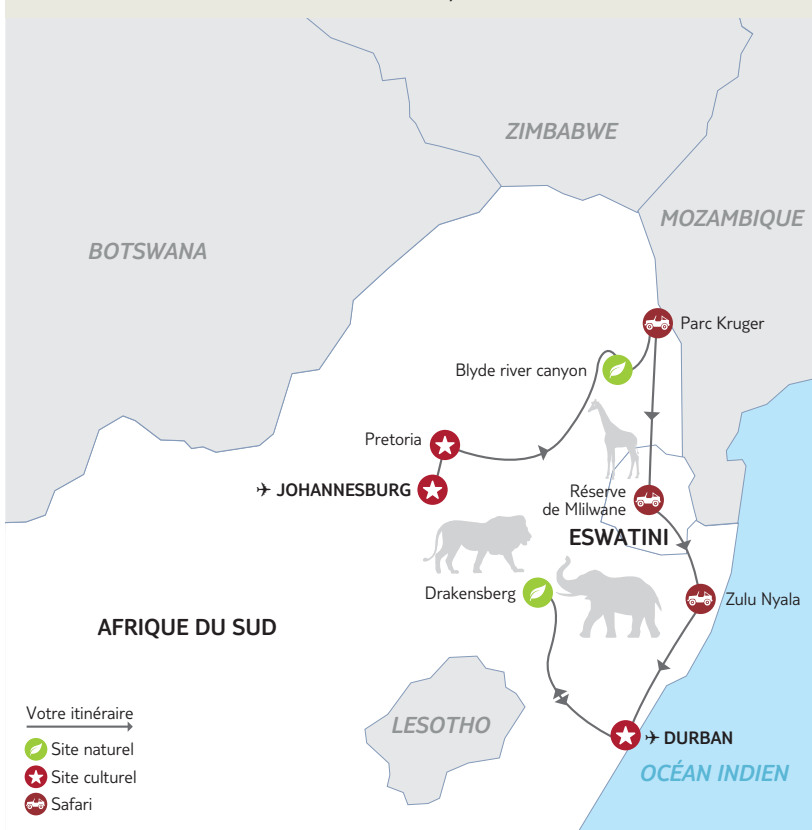 ZIMBABWE
MOZAMBIQUE
BOTSWANA
Parc Kruger
Blyde river canyon
Pretoria
JOHANNESBURG
Réserve
de Mlilwane
ESWATINI
Drakensberg
Zulu Nyala
AFRIQUE DU SUD
LESOTHO
DURBAN
OCÉAN INDIEN
Votre itinéraire
Site naturel
Site culturel
Safari